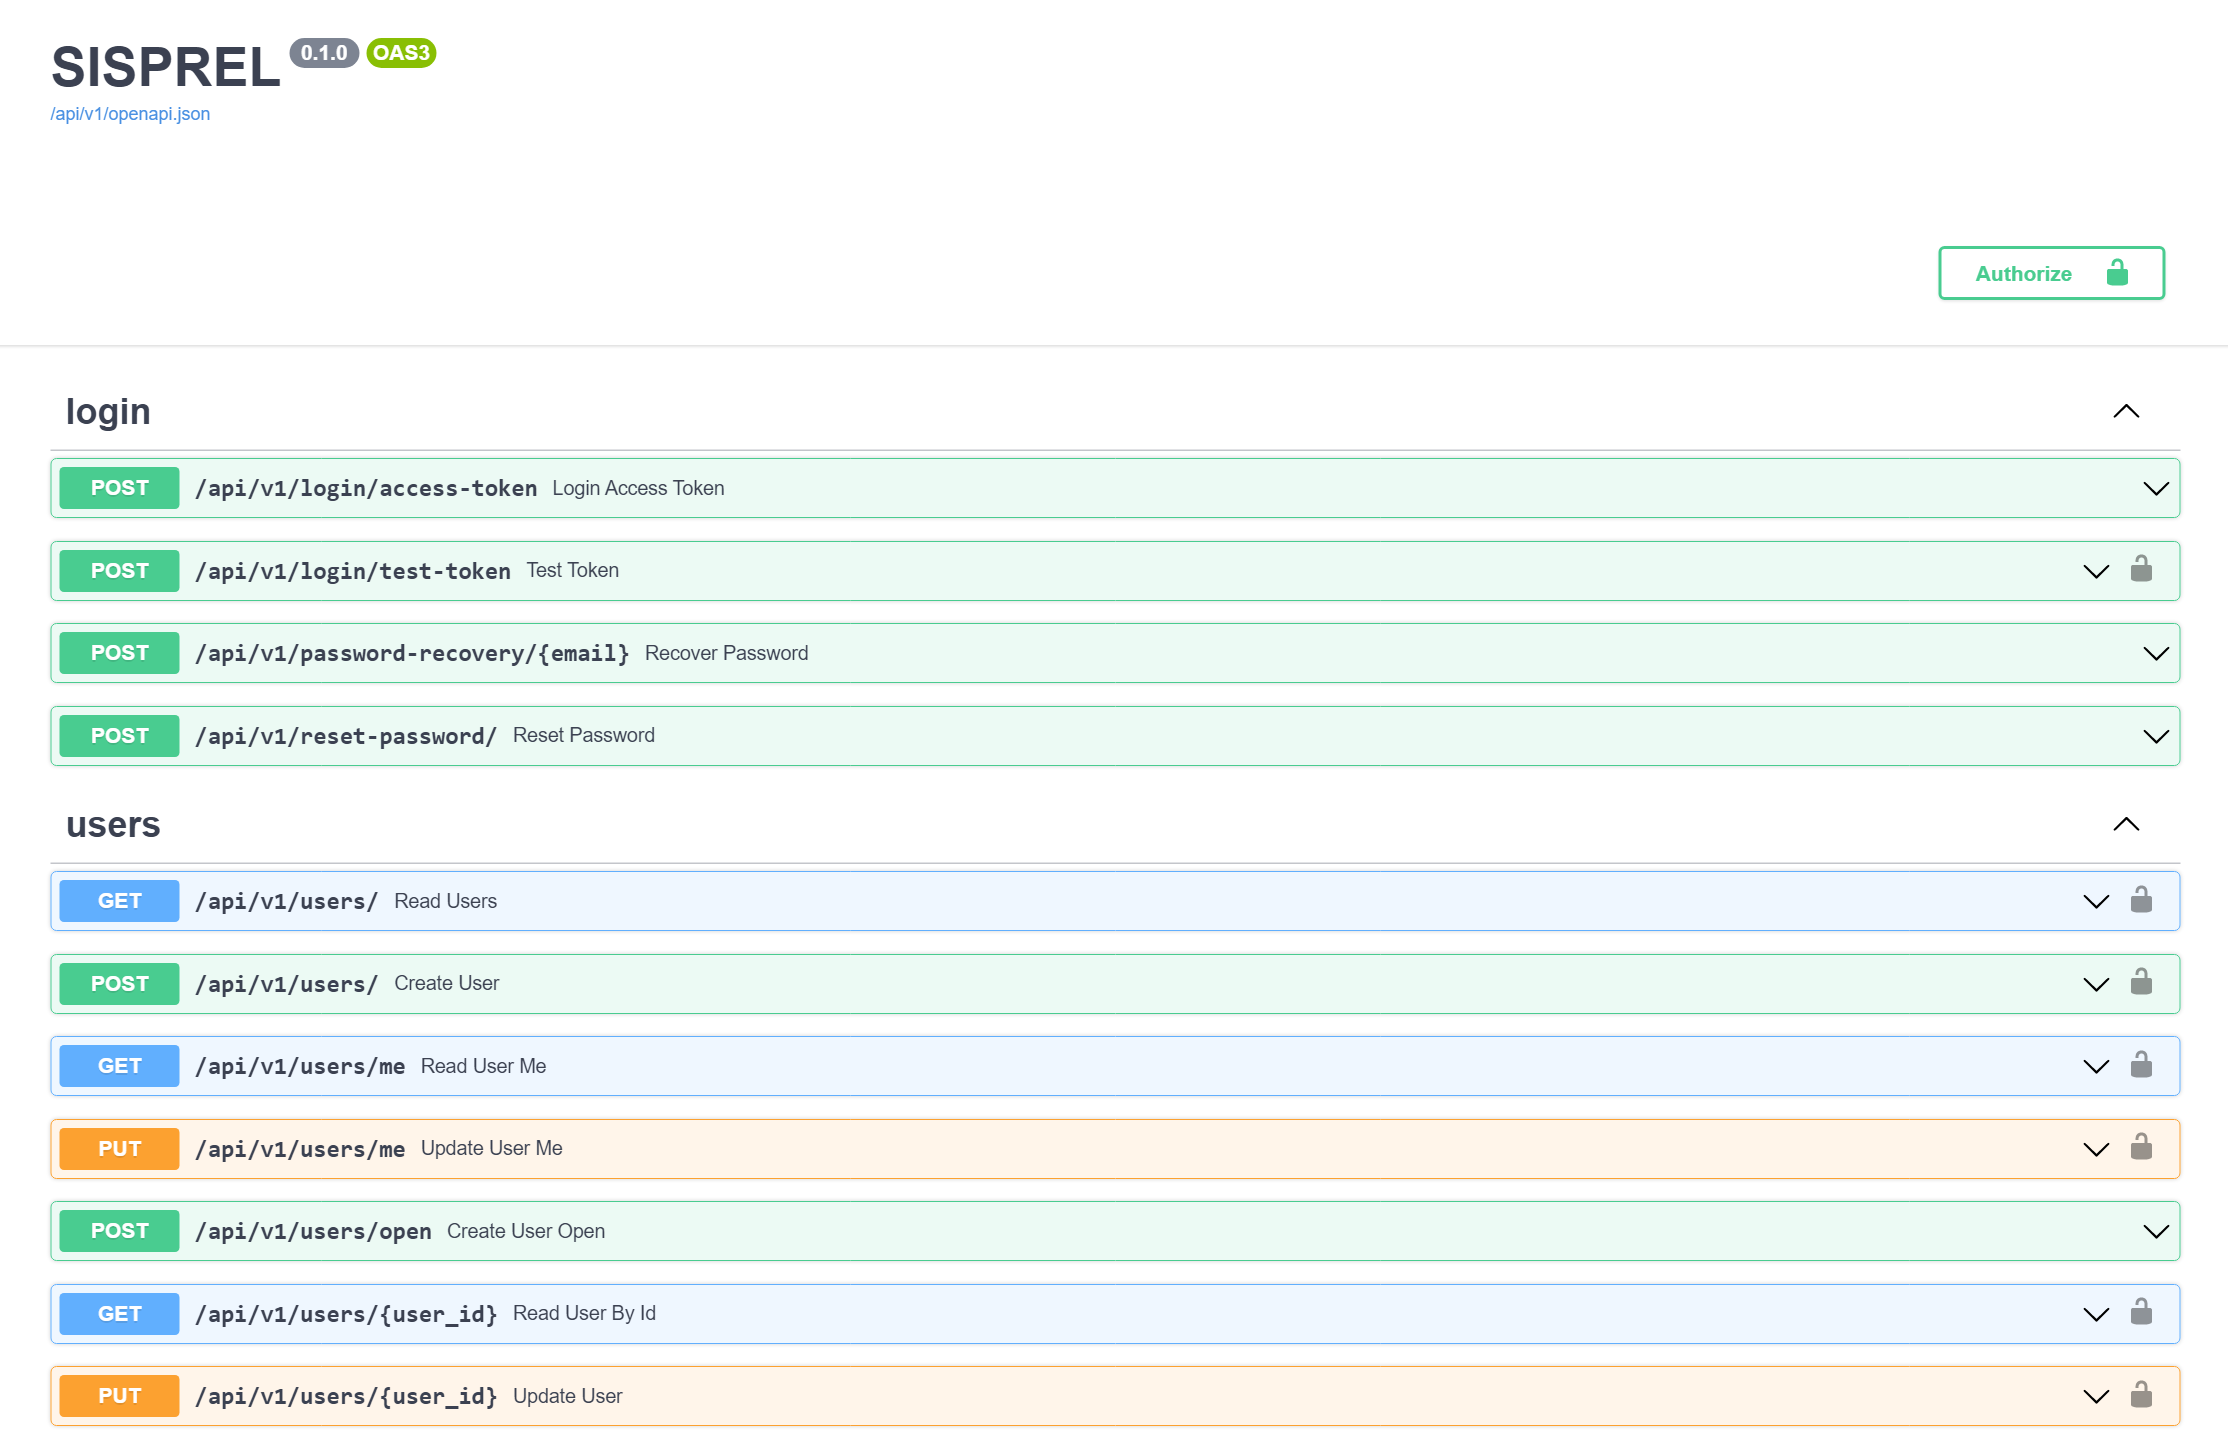 SISPREL 0.1.0 OAS3
/api/v1/openapi.json
Authorize
login
POST /api/v1/login/access-token Login Access Token
POST /api/v1/login/test-token Test Token
POST /api/v1/password-recovery/{email} Recover Password
POST /api/v1/reset-password/ Reset Password
users
GET /api/v1/users/ Read Users
POST /api/v1/users/ Create User
GET /api/v1/users/me Read User Me
PUT /api/v1/users/me Update User Me
POST /api/v1/users/open Create User Open
GET /api/v1/users/{user_id} Read User By Id
PUT /api/v1/users/{user_id} Update User